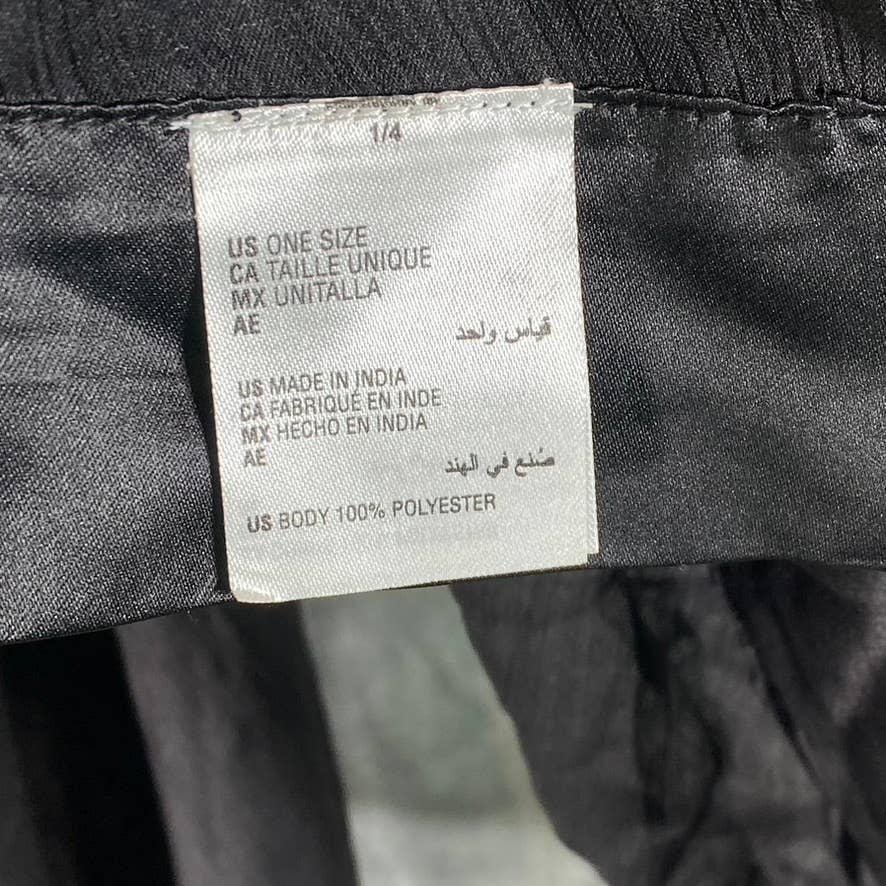 1/4
US ONE SIZE
CA TAILLE UNIQUE
MX UNITALLA
AE
قياس واحد
US MADE IN INDIA
CA FABRIQUÉ EN INDE
MX HECHO EN INDIA
AE
صُنع في الهند
US BODY 100% POLYESTER